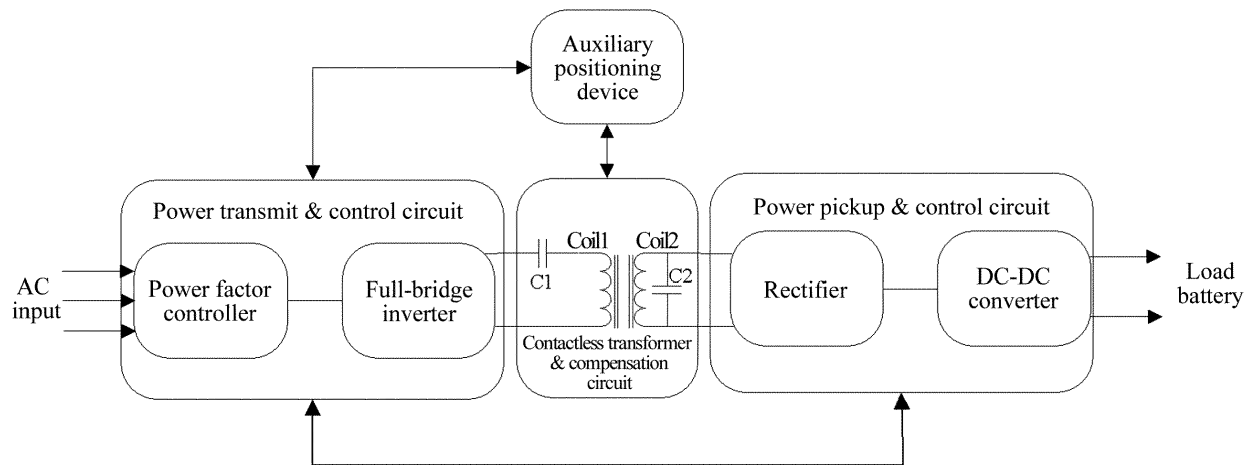 Auxiliary
positioning
device
Power transmit & control circuit
Power pickup & control circuit
AC
input
Power factor
controller
Full-bridge
inverter
C1
Coil1
Coil2
C2
Contactless transformer
& compensation
circuit
Rectifier
DC-DC
converter
Load
battery